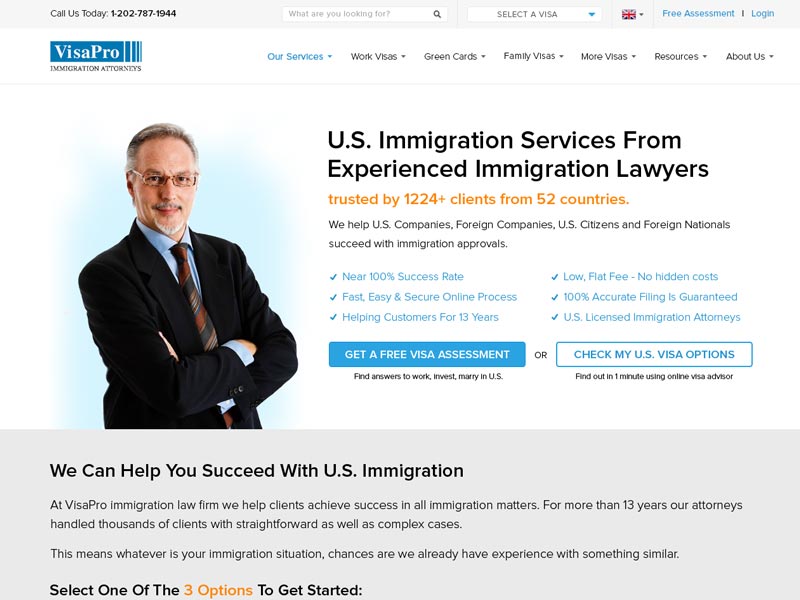 Call Us Today: 1-202-787-1944
What are you looking for?
SELECT A VISA
Free Assessment | Login
VisaPro
IMMIGRATION ATTORNEYS
Our Services
Work Visas
Green Cards
Family Visas
More Visas
Resources
About Us
U.S. Immigration Services From
Experienced Immigration Lawyers
trusted by 1224+ clients from 52 countries.
We help U.S. Companies, Foreign Companies, U.S. Citizens and Foreign Nationals
succeed with immigration approvals.
Near 100% Success Rate
Low, Flat Fee - No hidden costs
Fast, Easy & Secure Online Process
100% Accurate Filing Is Guaranteed
Helping Customers For 13 Years
U.S. Licensed Immigration Attorneys
GET A FREE VISA ASSESSMENT
OR
CHECK MY U.S. VISA OPTIONS
Find answers to work, invest, marry in U.S.
Find out in 1 minute using online visa advisor
We Can Help You Succeed With U.S. Immigration
At VisaPro immigration law firm we help clients achieve success in all immigration matters. For more than 13 years our attorneys
handled thousands of clients with straightforward as well as complex cases.
This means whatever is your immigration situation, chances are we already have experience with something similar.
Select One Of The 3 Options To Get Started: